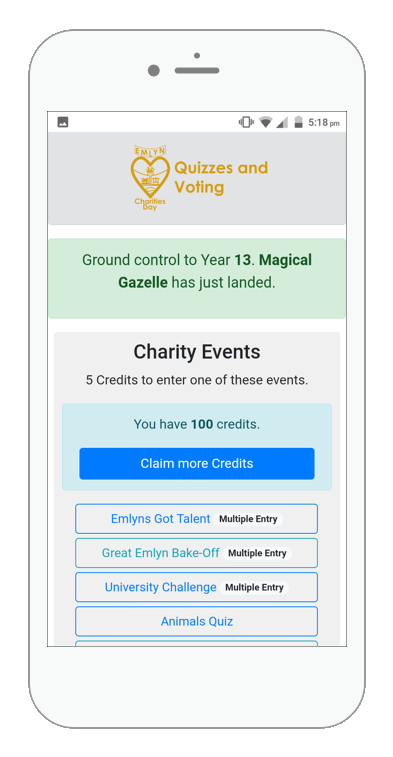 5:18 pm
EMLYN
Quizzes and
Voting
Charities
Day
Ground control to Year 13. Magical
Gazelle has just landed.
Charity Events
5 Credits to enter one of these events.
You have 100 credits.
Claim more Credits
Emlyns Got Talent Multiple Entry
Great Emlyn Bake-Off Multiple Entry
University Challenge Multiple Entry
Animals Quiz